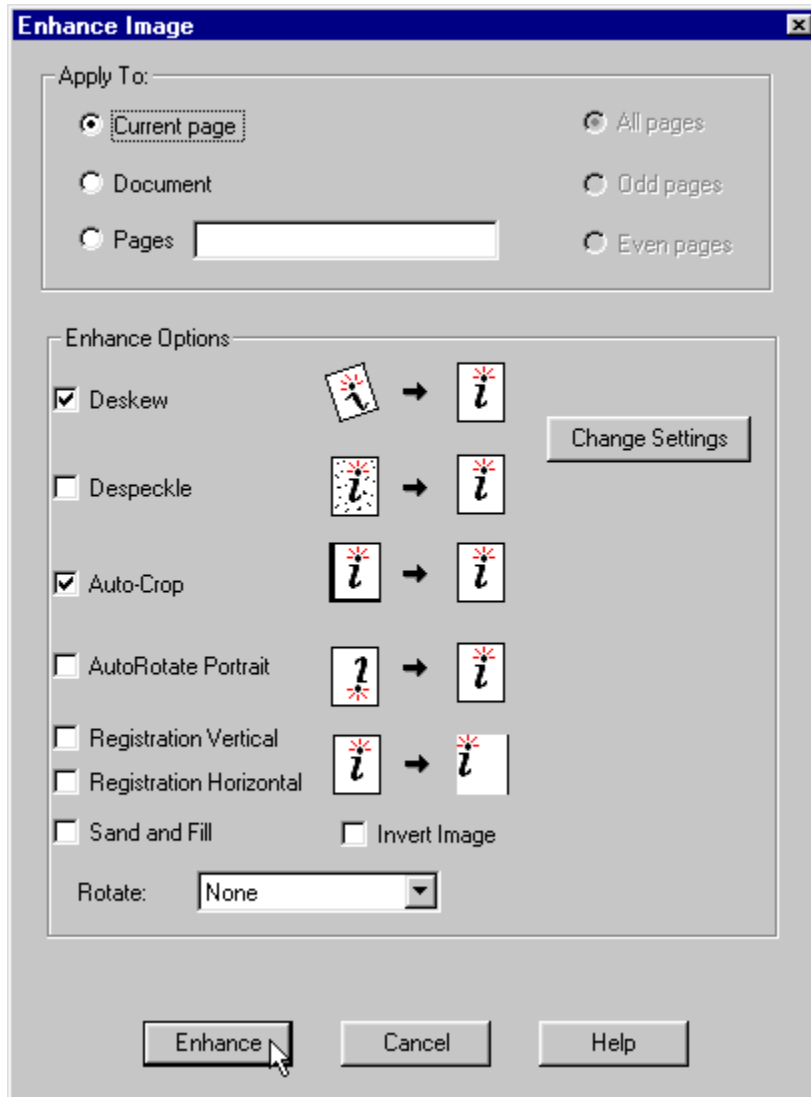 Enhance Image
Apply To:
Current page
All pages
Document
Odd pages
Pages
Even pages
Enhance Options
Deskew
Change Settings
Despeckle
Auto-Crop
AutoRotate Portrait
Registration Vertical
Registration Horizontal
Sand and Fill
Invert Image
Rotate:
None
Enhance
Cancel
Help